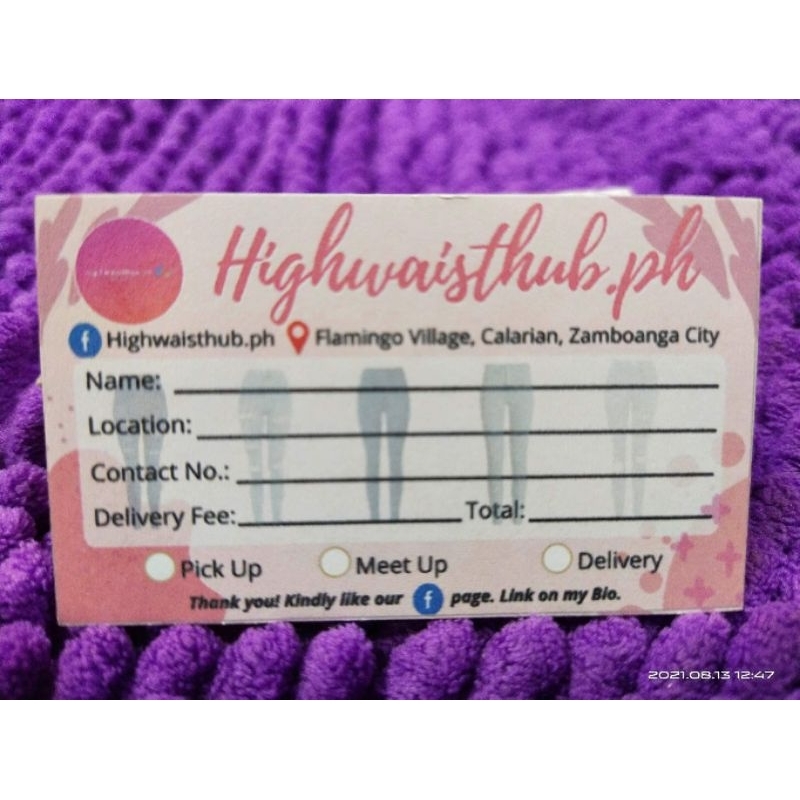 Highwaisthub.ph
Highwaisthub.ph Flamingo Village, Calarian, Zamboanga City
Name:
Location:
Contact No.:
Delivery Fee: Total:
Pick Up Meet Up Delivery
Thank you! Kindly like our f page. Link on my Bio.
2021.08.13 12:47